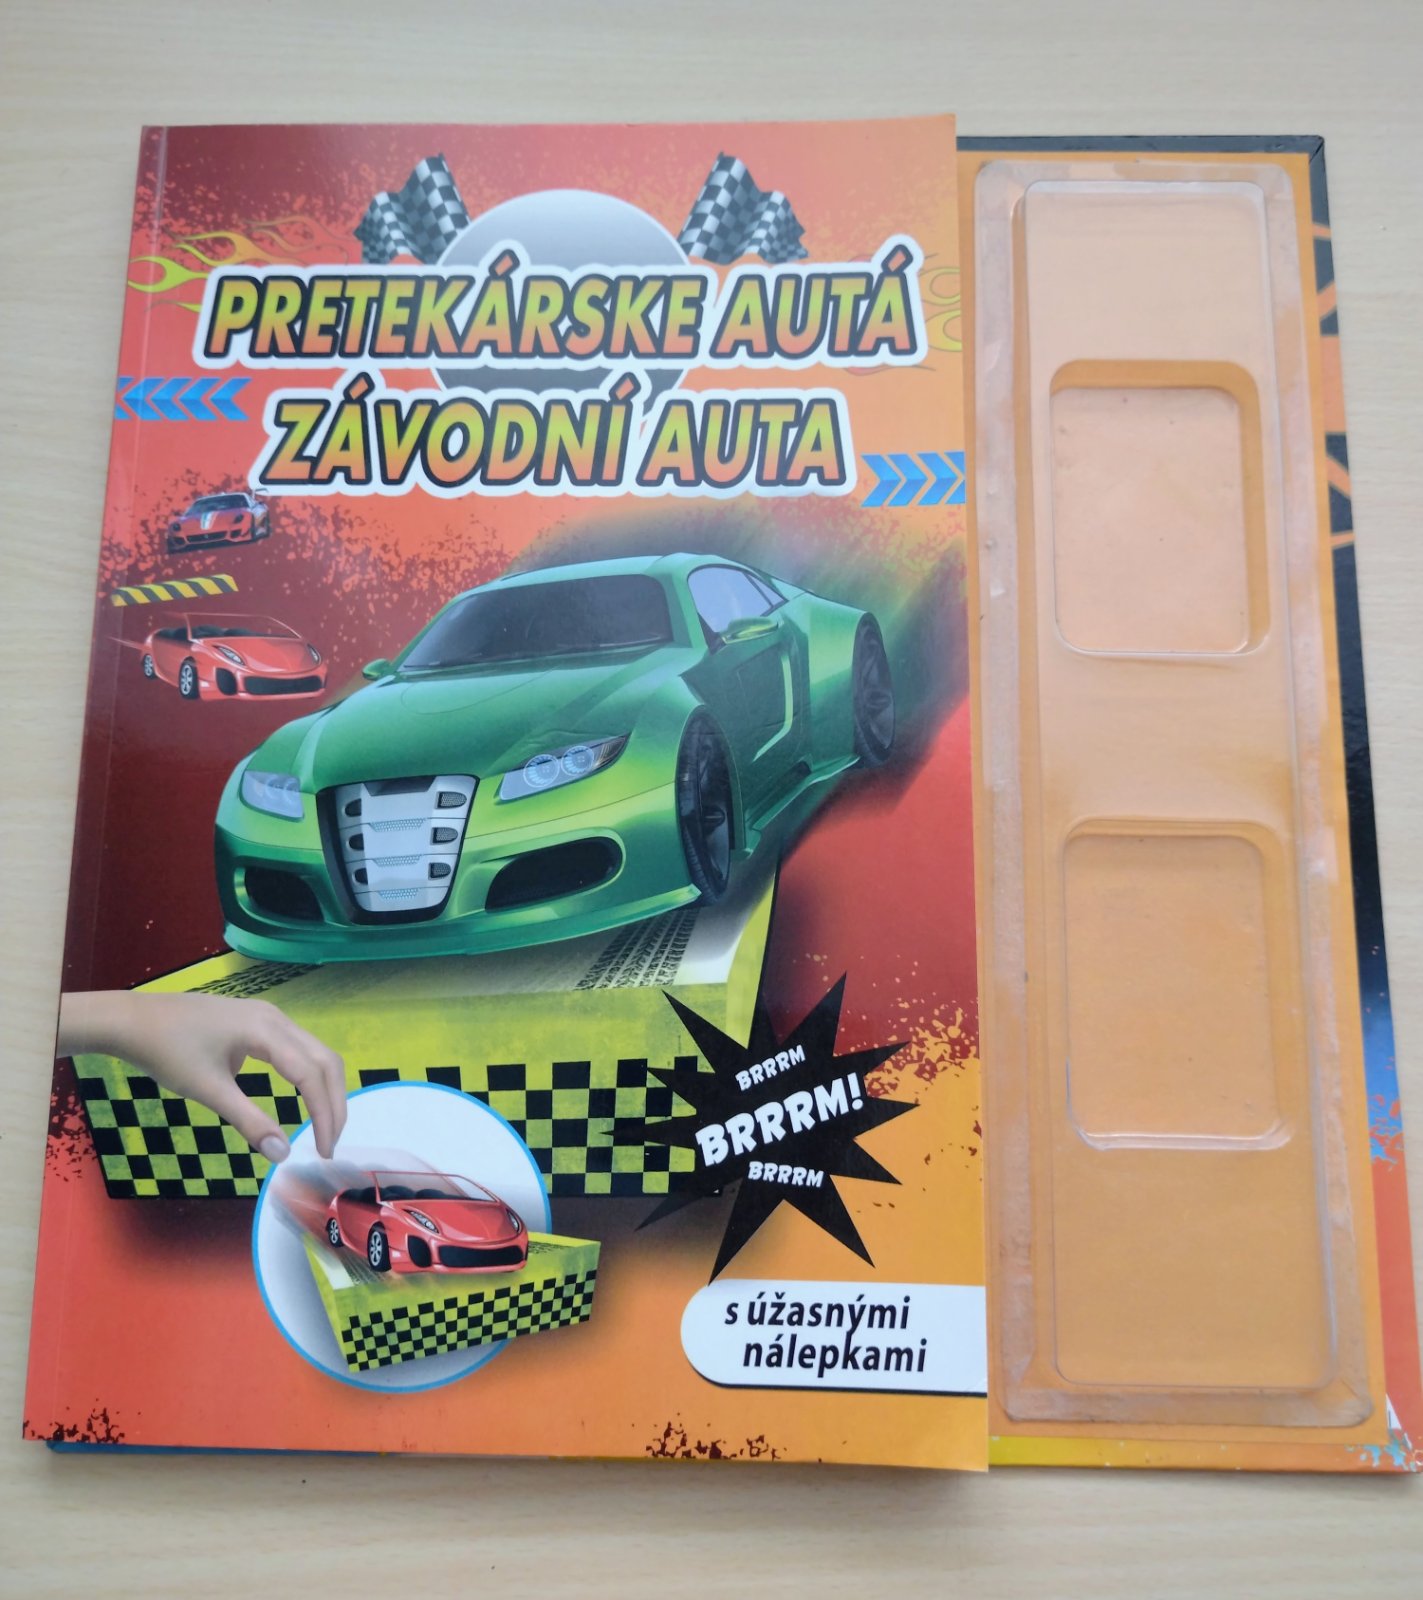 PRETEKÁRSKE AUTÁ
ZÁVODNÍ AUTA
BRRRM
BRRRM!
BRRRM
s úžasnými
nálepkami